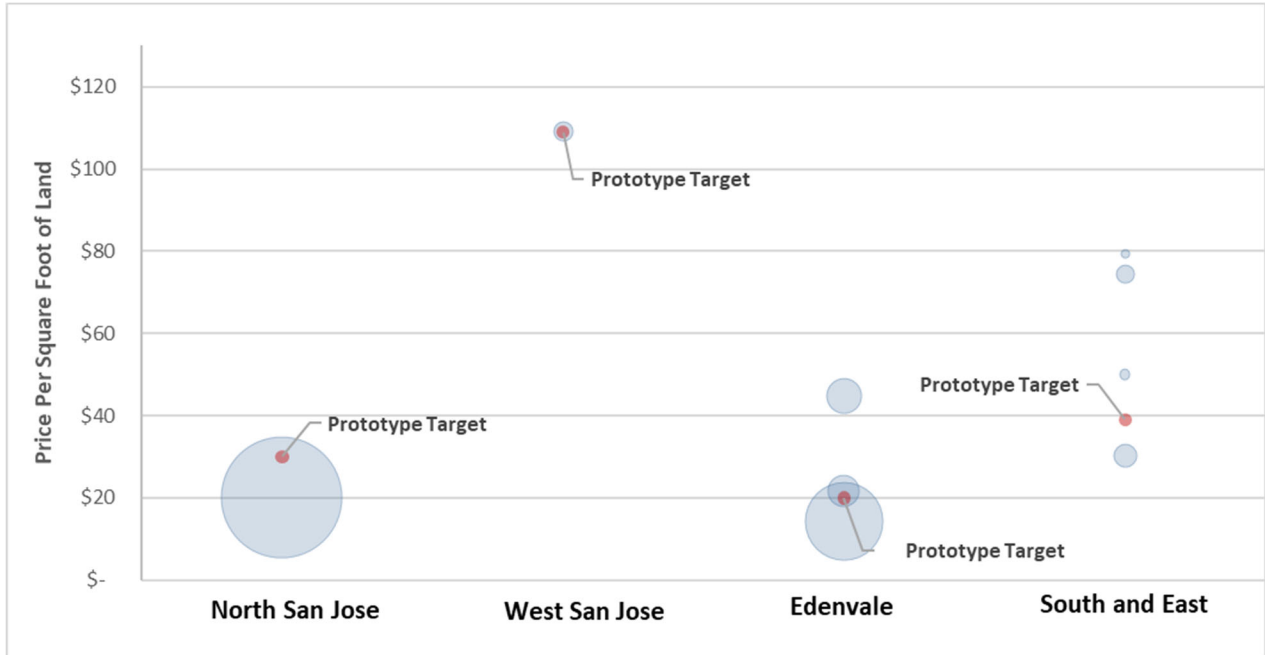 Price Per Square Foot of Land
$120
$100
$80
$60
$40
$20
$-
Prototype Target
Prototype Target
Prototype Target
Prototype Target
North San Jose
West San Jose
Edenvale
South and East